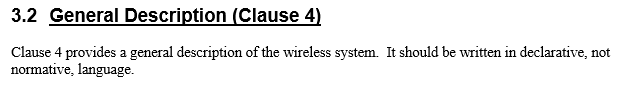 3.2 General Description (Clause 4)
Clause 4 provides a general description of the wireless system. It should be written in declarative, not
normative, language.